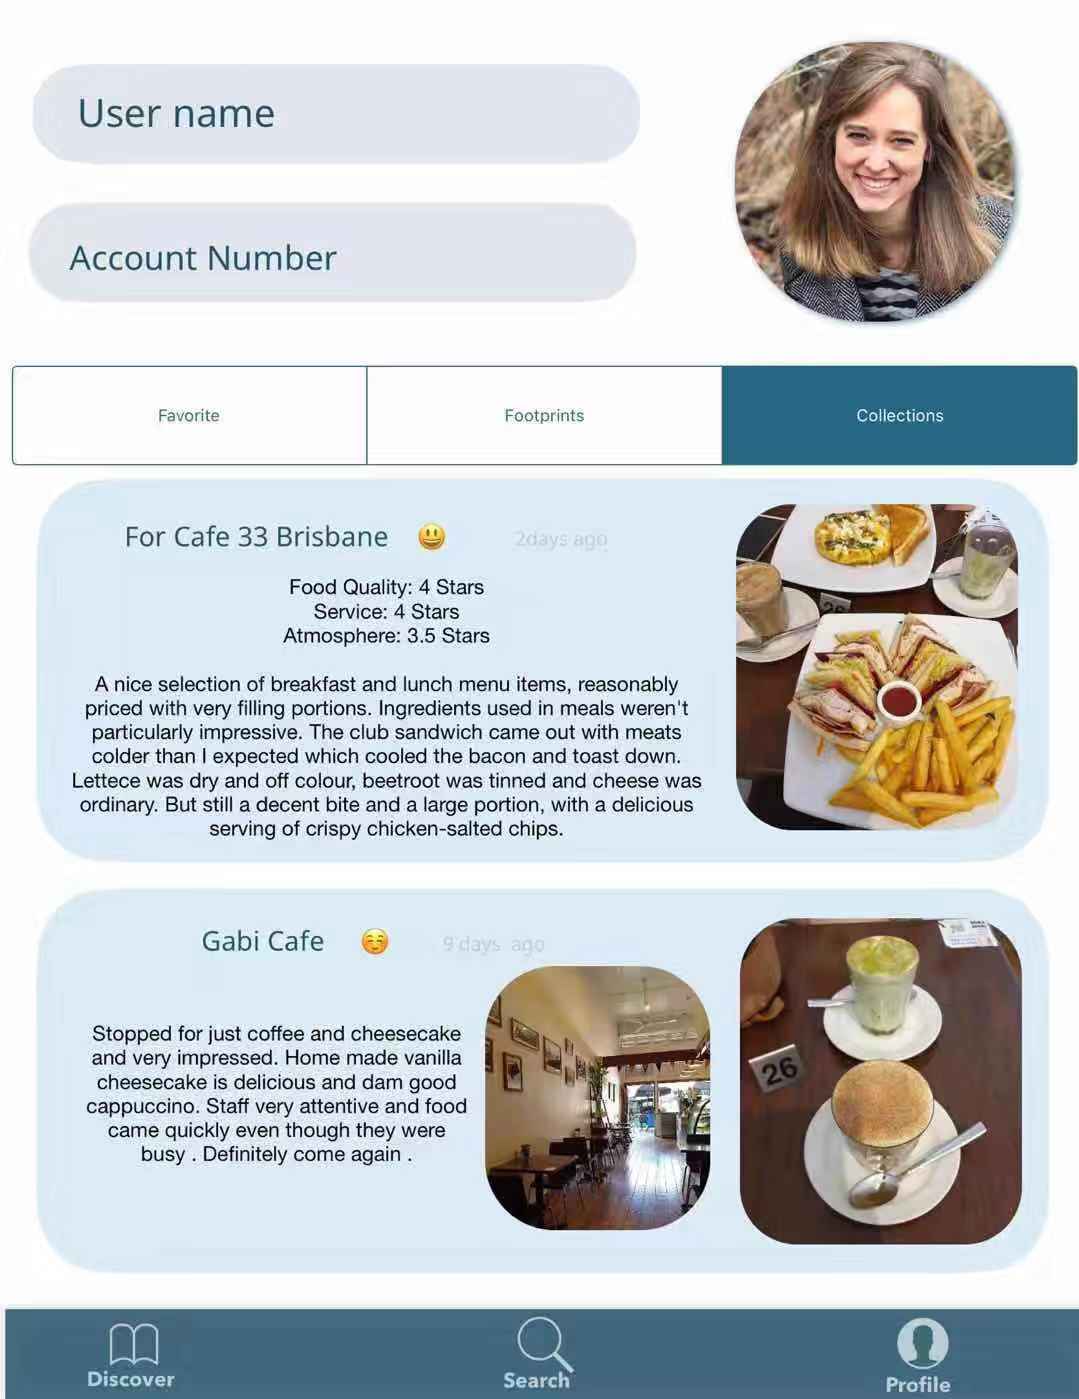 User name
Account Number
Favorite
Footprints
Collections
For Cafe 33 Brisbane 😃 2days ago
Food Quality: 4 Stars
Service: 4 Stars
Atmosphere: 3.5 Stars
A nice selection of breakfast and lunch menu items, reasonably
priced with very filling portions. Ingredients used in meals weren't
particularly impressive. The club sandwich came out with meats
colder than I expected which cooled the bacon and toast down.
Lettece was dry and off colour, beetroot was tinned and cheese was
ordinary. But still a decent bite and a large portion, with a delicious
serving of crispy chicken-salted chips.
26
Gabi Cafe ☺️ 9 days ago
Stopped for just coffee and cheesecake
and very impressed. Home made vanilla
cheesecake is delicious and dam good
cappuccino. Staff very attentive and food
came quickly even though they were
busy . Definitely come again .
26
Discover
Search
Profile